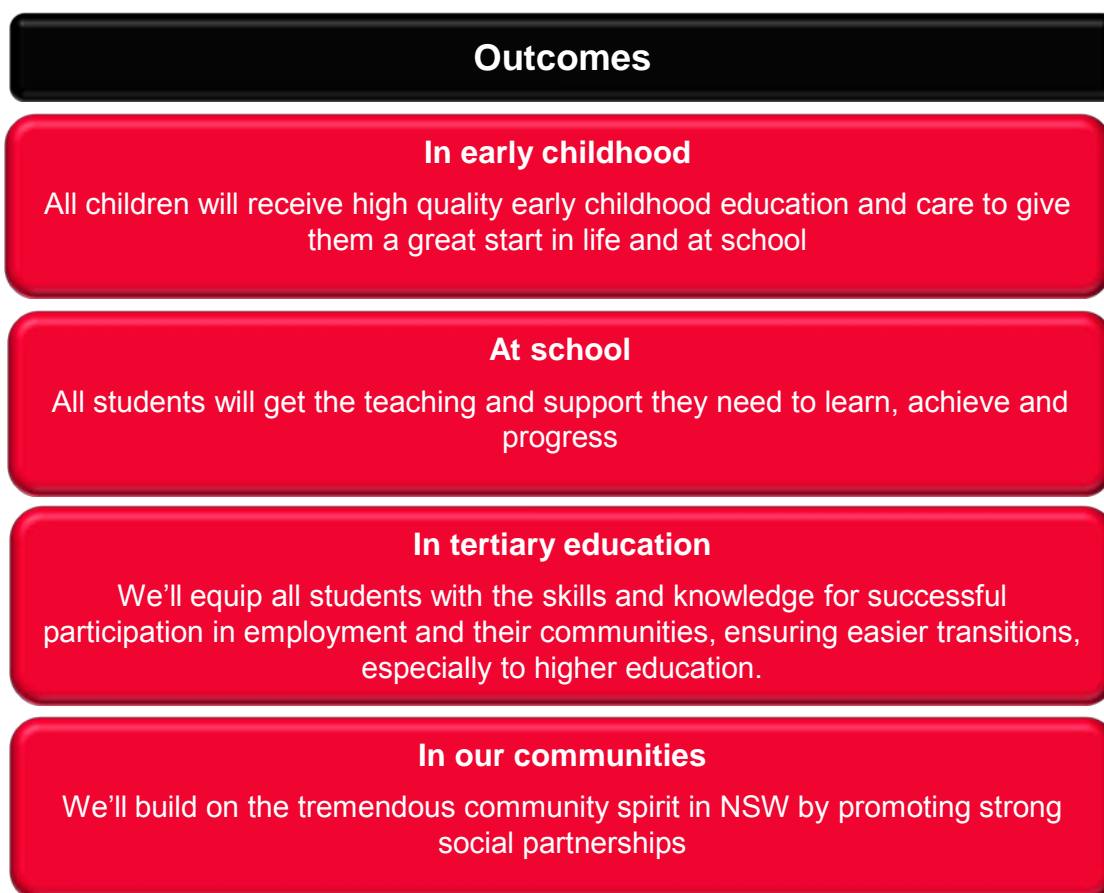 Outcomes
In early childhood
All children will receive high quality early childhood education and care to give
them a great start in life and at school
At school
All students will get the teaching and support they need to learn, achieve and
progress
In tertiary education
We’ll equip all students with the skills and knowledge for successful
participation in employment and their communities, ensuring easier transitions,
especially to higher education.
In our communities
We’ll build on the tremendous community spirit in NSW by promoting strong
social partnerships